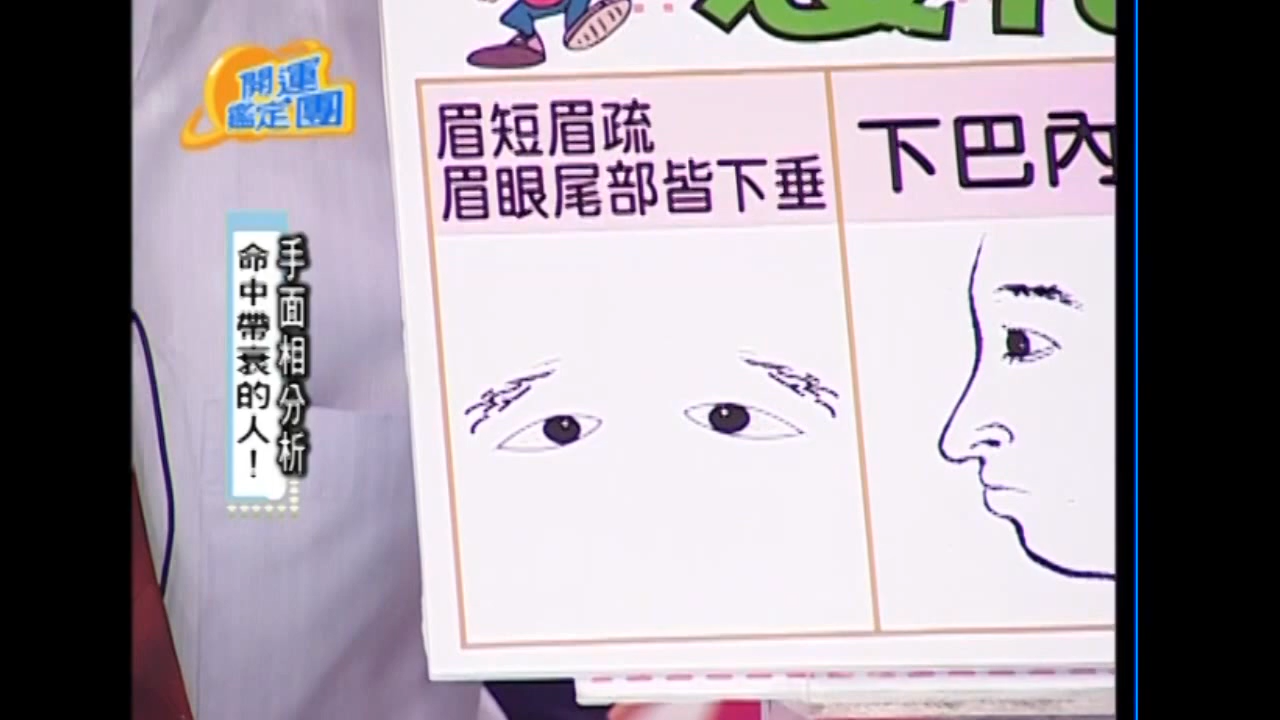 開運
鑑定團
手面相分析
命中帶衰的人！
眉短眉疏
眉眼尾部皆下垂
下巴內